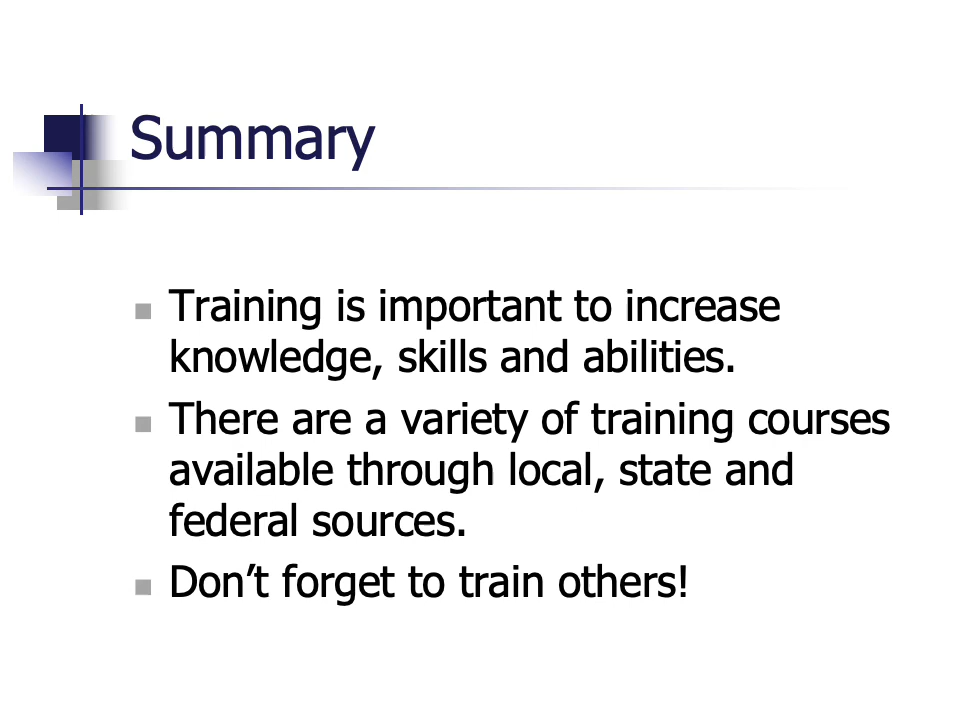 Summary
Training is important to increase
knowledge, skills and abilities.
There are a variety of training courses
available through local, state and
federal sources.
Don’t forget to train others!